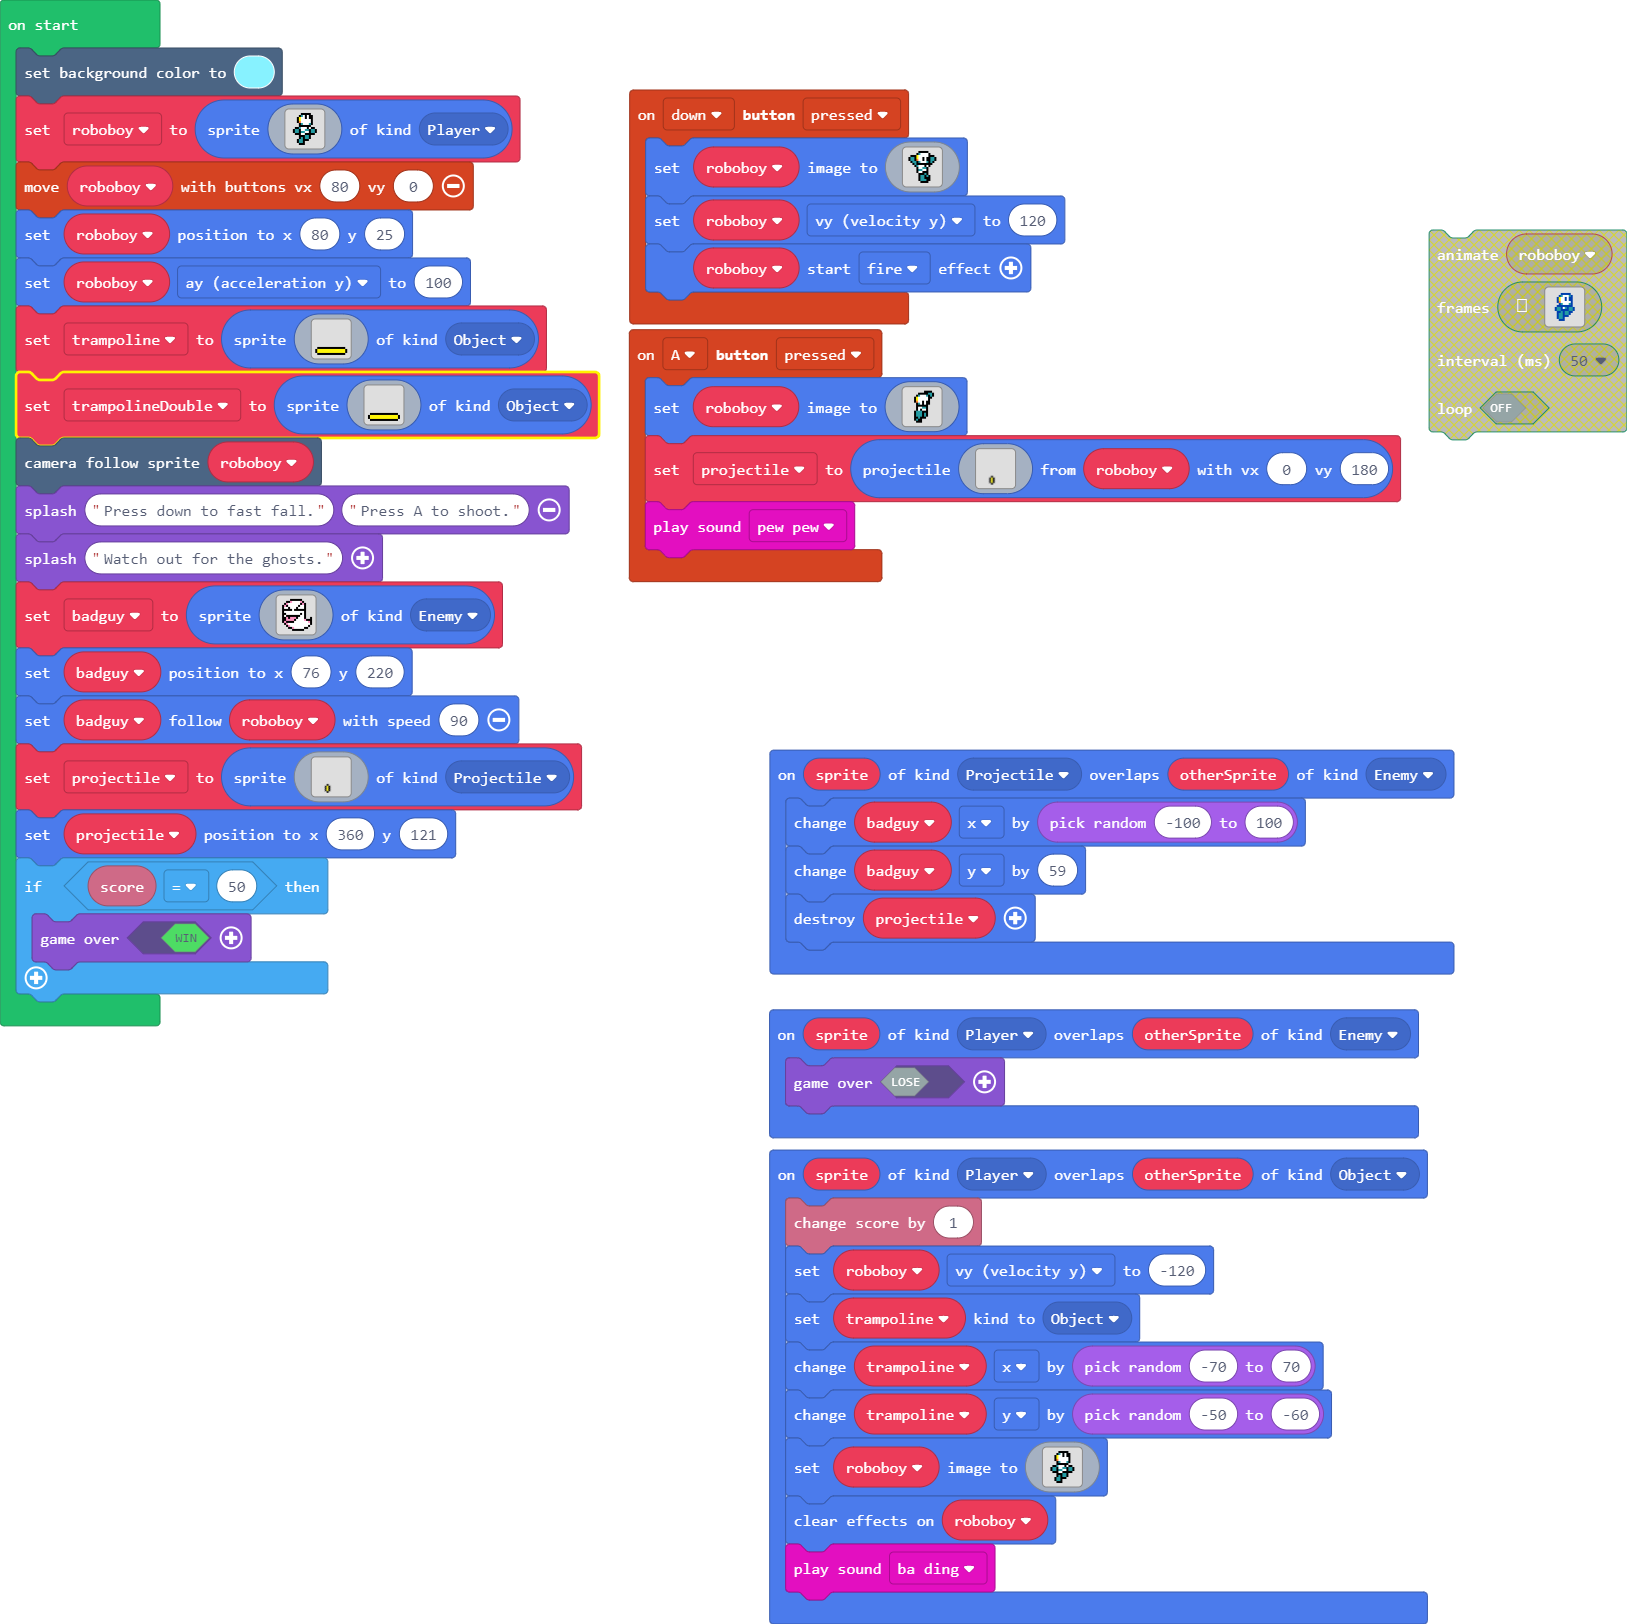 on start
set background color to
set roboboy to sprite of kind Player
move roboboy with buttons vx 80 vy 0
set roboboy position to x 80 y 25
set roboboy ay (acceleration y) to 100
set trampoline to sprite of kind Object
set trampolineDouble to sprite of kind Object
camera follow sprite roboboy
splash "Press down to fast fall." "Press A to shoot."
splash "Watch out for the ghosts."
set badguy to sprite of kind Enemy
set badguy position to x 76 y 220
set badguy follow roboboy with speed 90
set projectile to sprite of kind Projectile
set projectile position to x 360 y 121
if score = 50 then
game over WIN
on down button pressed
set roboboy image to
set roboboy vy (velocity y) to 120
roboboy start fire effect
on A button pressed
set roboboy image to
set projectile to projectile from roboboy with vx 0 vy 180
play sound pew pew
animate roboboy
frames
interval (ms) 50
loop OFF
on sprite of kind Projectile overlaps otherSprite of kind Enemy
change badguy x by pick random -100 to 100
change badguy y by 59
destroy projectile
on sprite of kind Player overlaps otherSprite of kind Enemy
game over LOSE
on sprite of kind Player overlaps otherSprite of kind Object
change score by 1
set roboboy vy (velocity y) to -120
set trampoline kind to Object
change trampoline x by pick random -70 to 70
change trampoline y by pick random -50 to -60
set roboboy image to
clear effects on roboboy
play sound ba ding